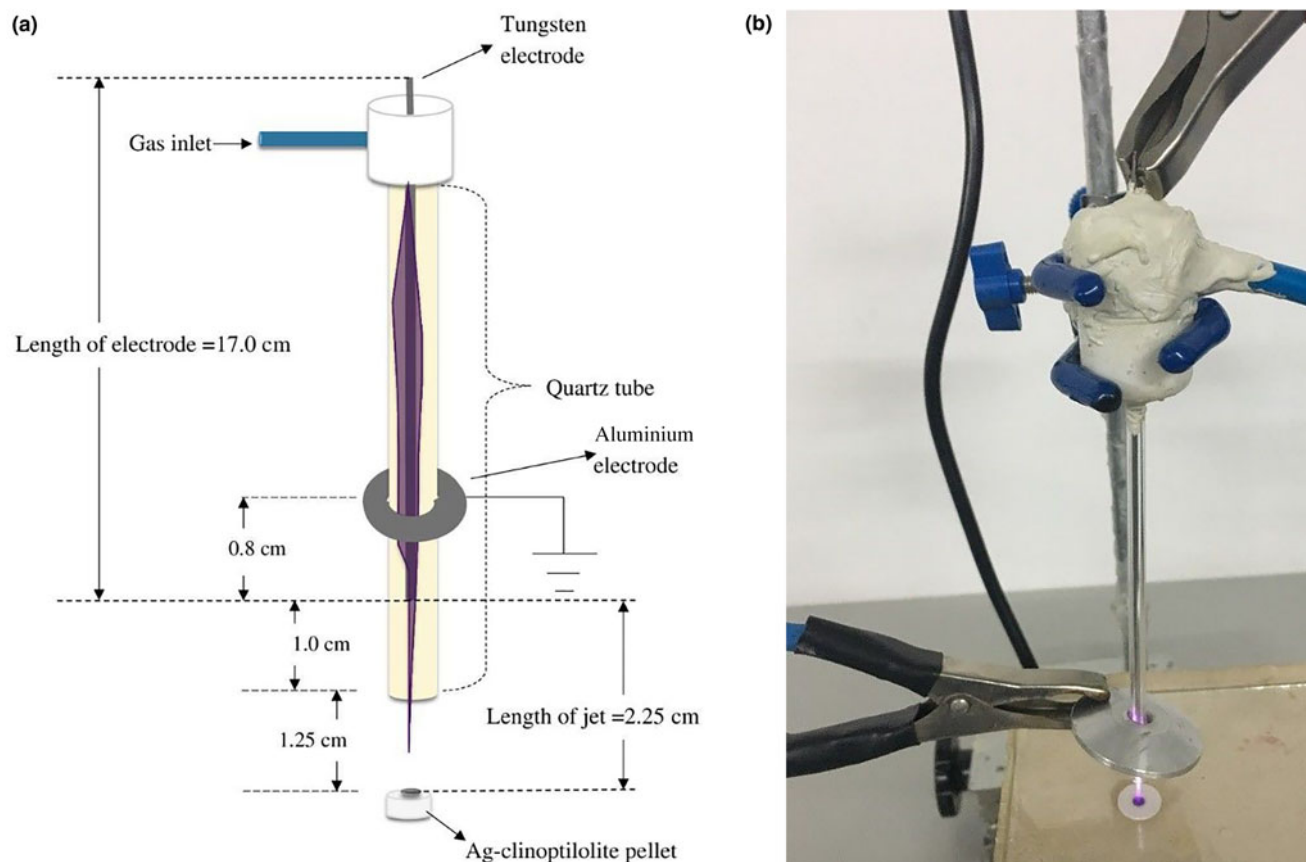 (a)
Tungsten
electrode
Gas inlet
Length of electrode =17.0 cm
Quartz tube
Aluminium
electrode
0.8 cm
1.0 cm
Length of jet =2.25 cm
1.25 cm
Ag-clinoptilolite pellet
(b)